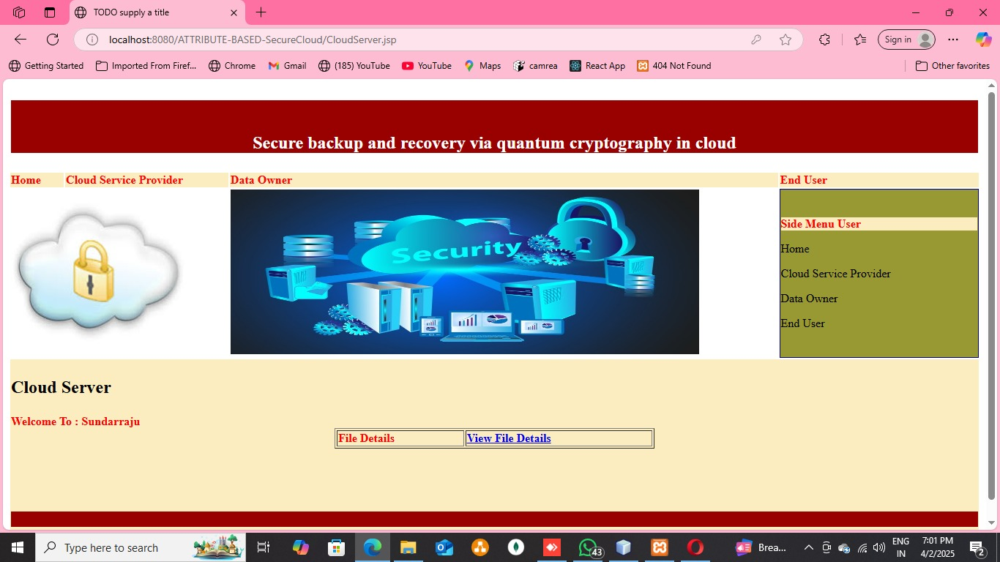 TODO supply a title
localhost:8080/ATTRIBUTE-BASED-SecureCloud/CloudServer.jsp
Sign in
Getting Started Imported From Firef... Chrome Gmail (185) YouTube YouTube Maps camrea React App 404 Not Found Other favorites
Secure backup and recovery via quantum cryptography in cloud
Home Cloud Service Provider Data Owner End User
Security
Side Menu User
Home
Cloud Service Provider
Data Owner
End User
Cloud Server
Welcome To : Sundarraju
File Details View File Details
Type here to search
43
Brea...
ENG
IN
7:01 PM
4/2/2025
2